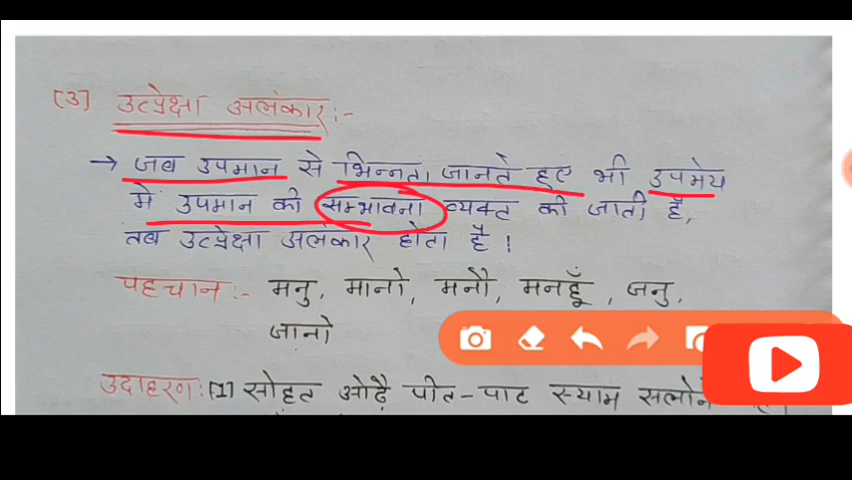 (3) उत्प्रेक्षा अलंकार:-
→ जब उपमान से भिन्नता जानते हुए भी उपमेय
में उपमान की सम्भावना व्यक्त की जाती है,
तब उत्प्रेक्षा अलंकार होता है।
पहचान:- मनु, मानो, मनौ, मनहूँ, जनु,
जानो
उदाहरण:(1) सोहत ओढ़ै पीत-पाट स्याम